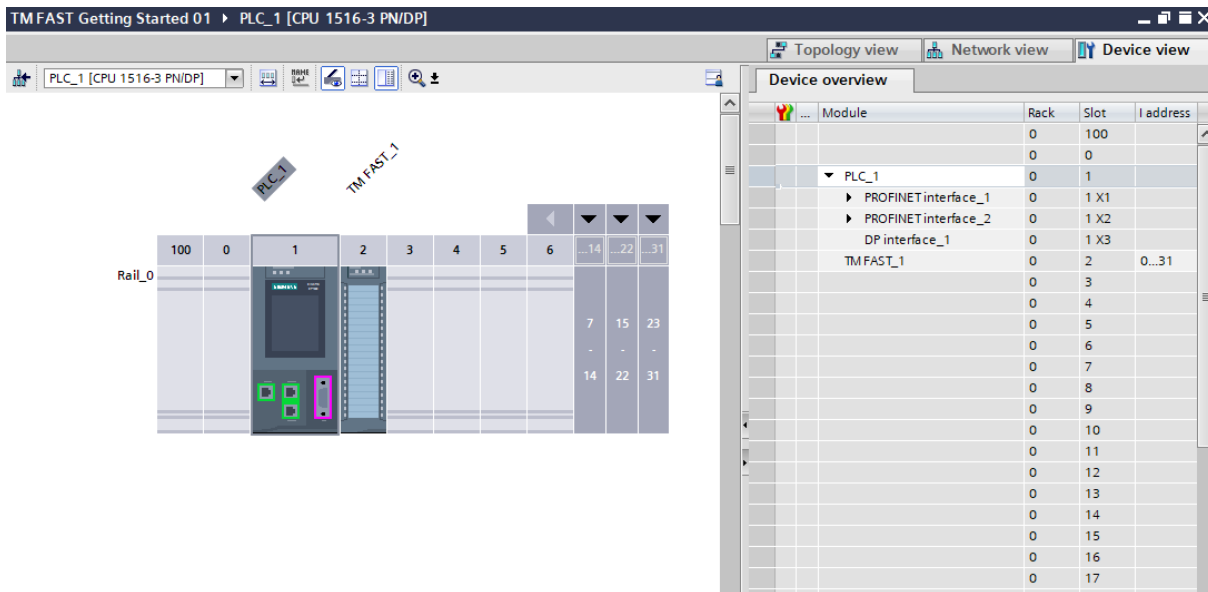 TM FAST Getting Started 01 ▸ PLC_1 [CPU 1516-3 PN/DP]
Topology view Network view Device view
PLC_1 [CPU 1516-3 PN/DP]
NAME
Device overview
... Module Rack Slot I address
0 100
0 0
PLC_1 0 1
PROFINET interface_1 0 1 X1
PROFINET interface_2 0 1 X2
DP interface_1 0 1 X3
TM FAST_1 0 2 0...31
0 3
0 4
0 5
0 6
0 7
0 8
0 9
0 10
0 11
0 12
0 13
0 14
0 15
0 16
0 17
PLC_1
TM FAST_1
100 0 1 2 3 4 5 6 ...14 ...22 ...31
Rail_0
SIEMENS
7 15 23
- - -
14 22 31